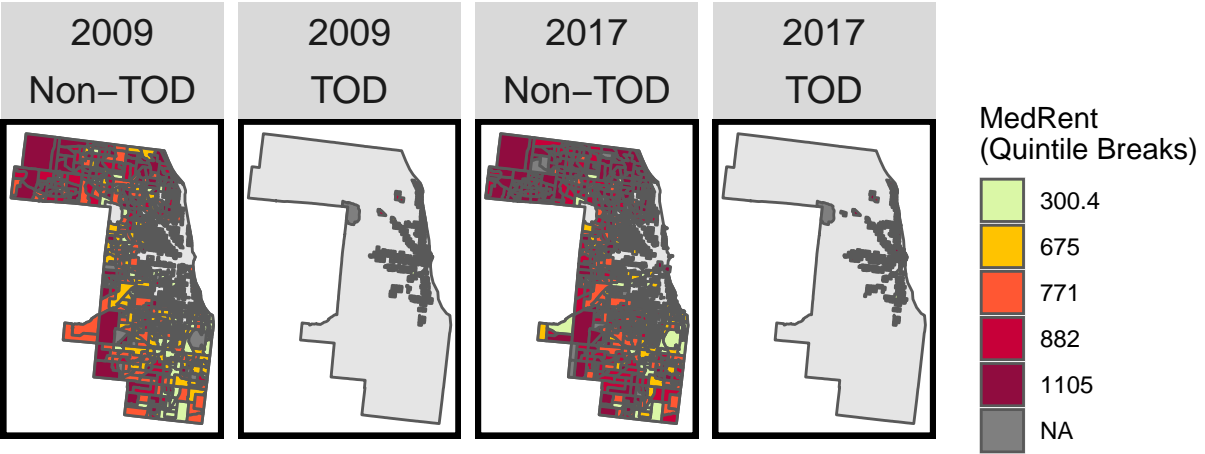 2009
Non−TOD
2009
TOD
2017
Non−TOD
2017
TOD
MedRent
(Quintile Breaks)
300.4
675
771
882
1105
NA